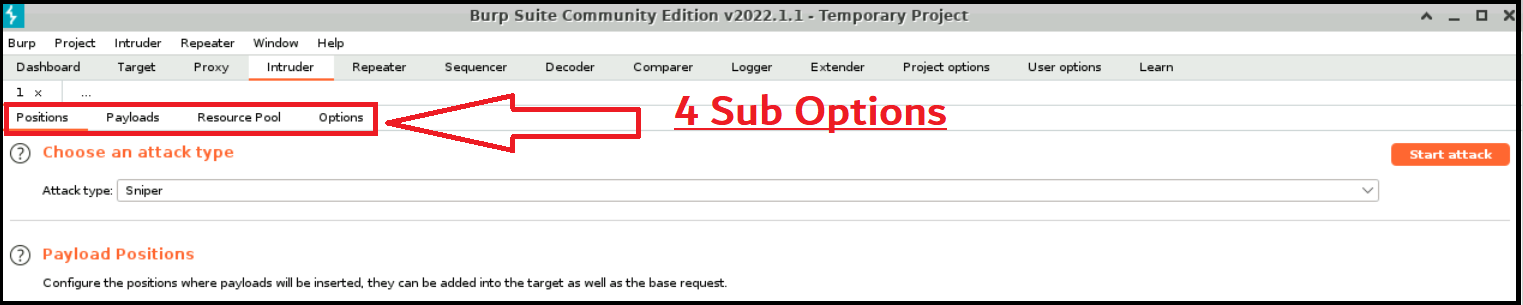 Burp Suite Community Edition v2022.1.1 - Temporary Project
Burp Project Intruder Repeater Window Help
Dashboard Target Proxy Intruder Repeater Sequencer Decoder Comparer Logger Extender Project options User options Learn
1 × ...
Positions Payloads Resource Pool Options
4 Sub Options
? Choose an attack type
Start attack
Attack type: Sniper
? Payload Positions
Configure the positions where payloads will be inserted, they can be added into the target as well as the base request.